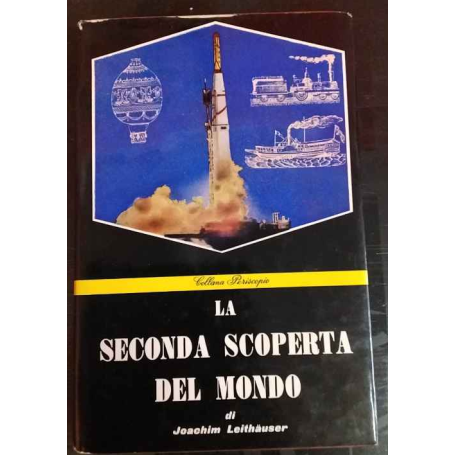 Collana Periscopio
LA
SECONDA SCOPERTA
DEL MONDO
di
Joachim Leithäuser